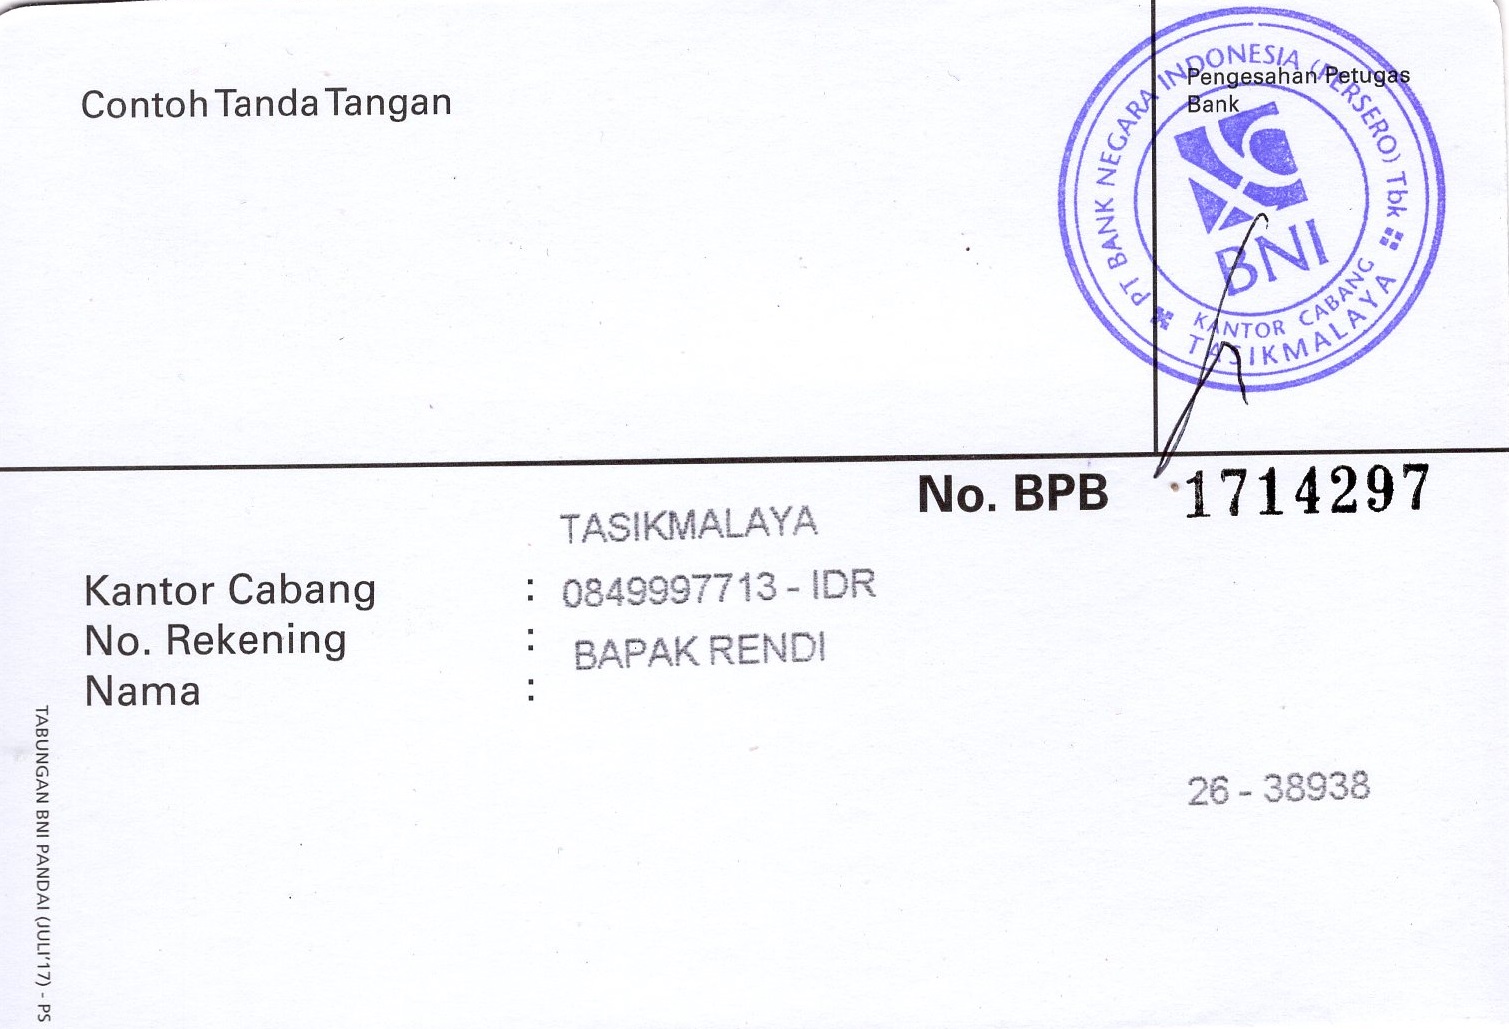 Contoh Tanda Tangan
Pengesahan Petugas
Bank
PT BANK NEGARA INDONESIA (PERSERO) Tbk
BNI
KANTOR CABANG
TASIKMALAYA
No. BPB 1714297
TASIKMALAYA
Kantor Cabang : 0849997713 - IDR
No. Rekening : BAPAK RENDI
Nama :
26 - 38938
TABUNGAN BNI PANDAI (JULI'17) - PS